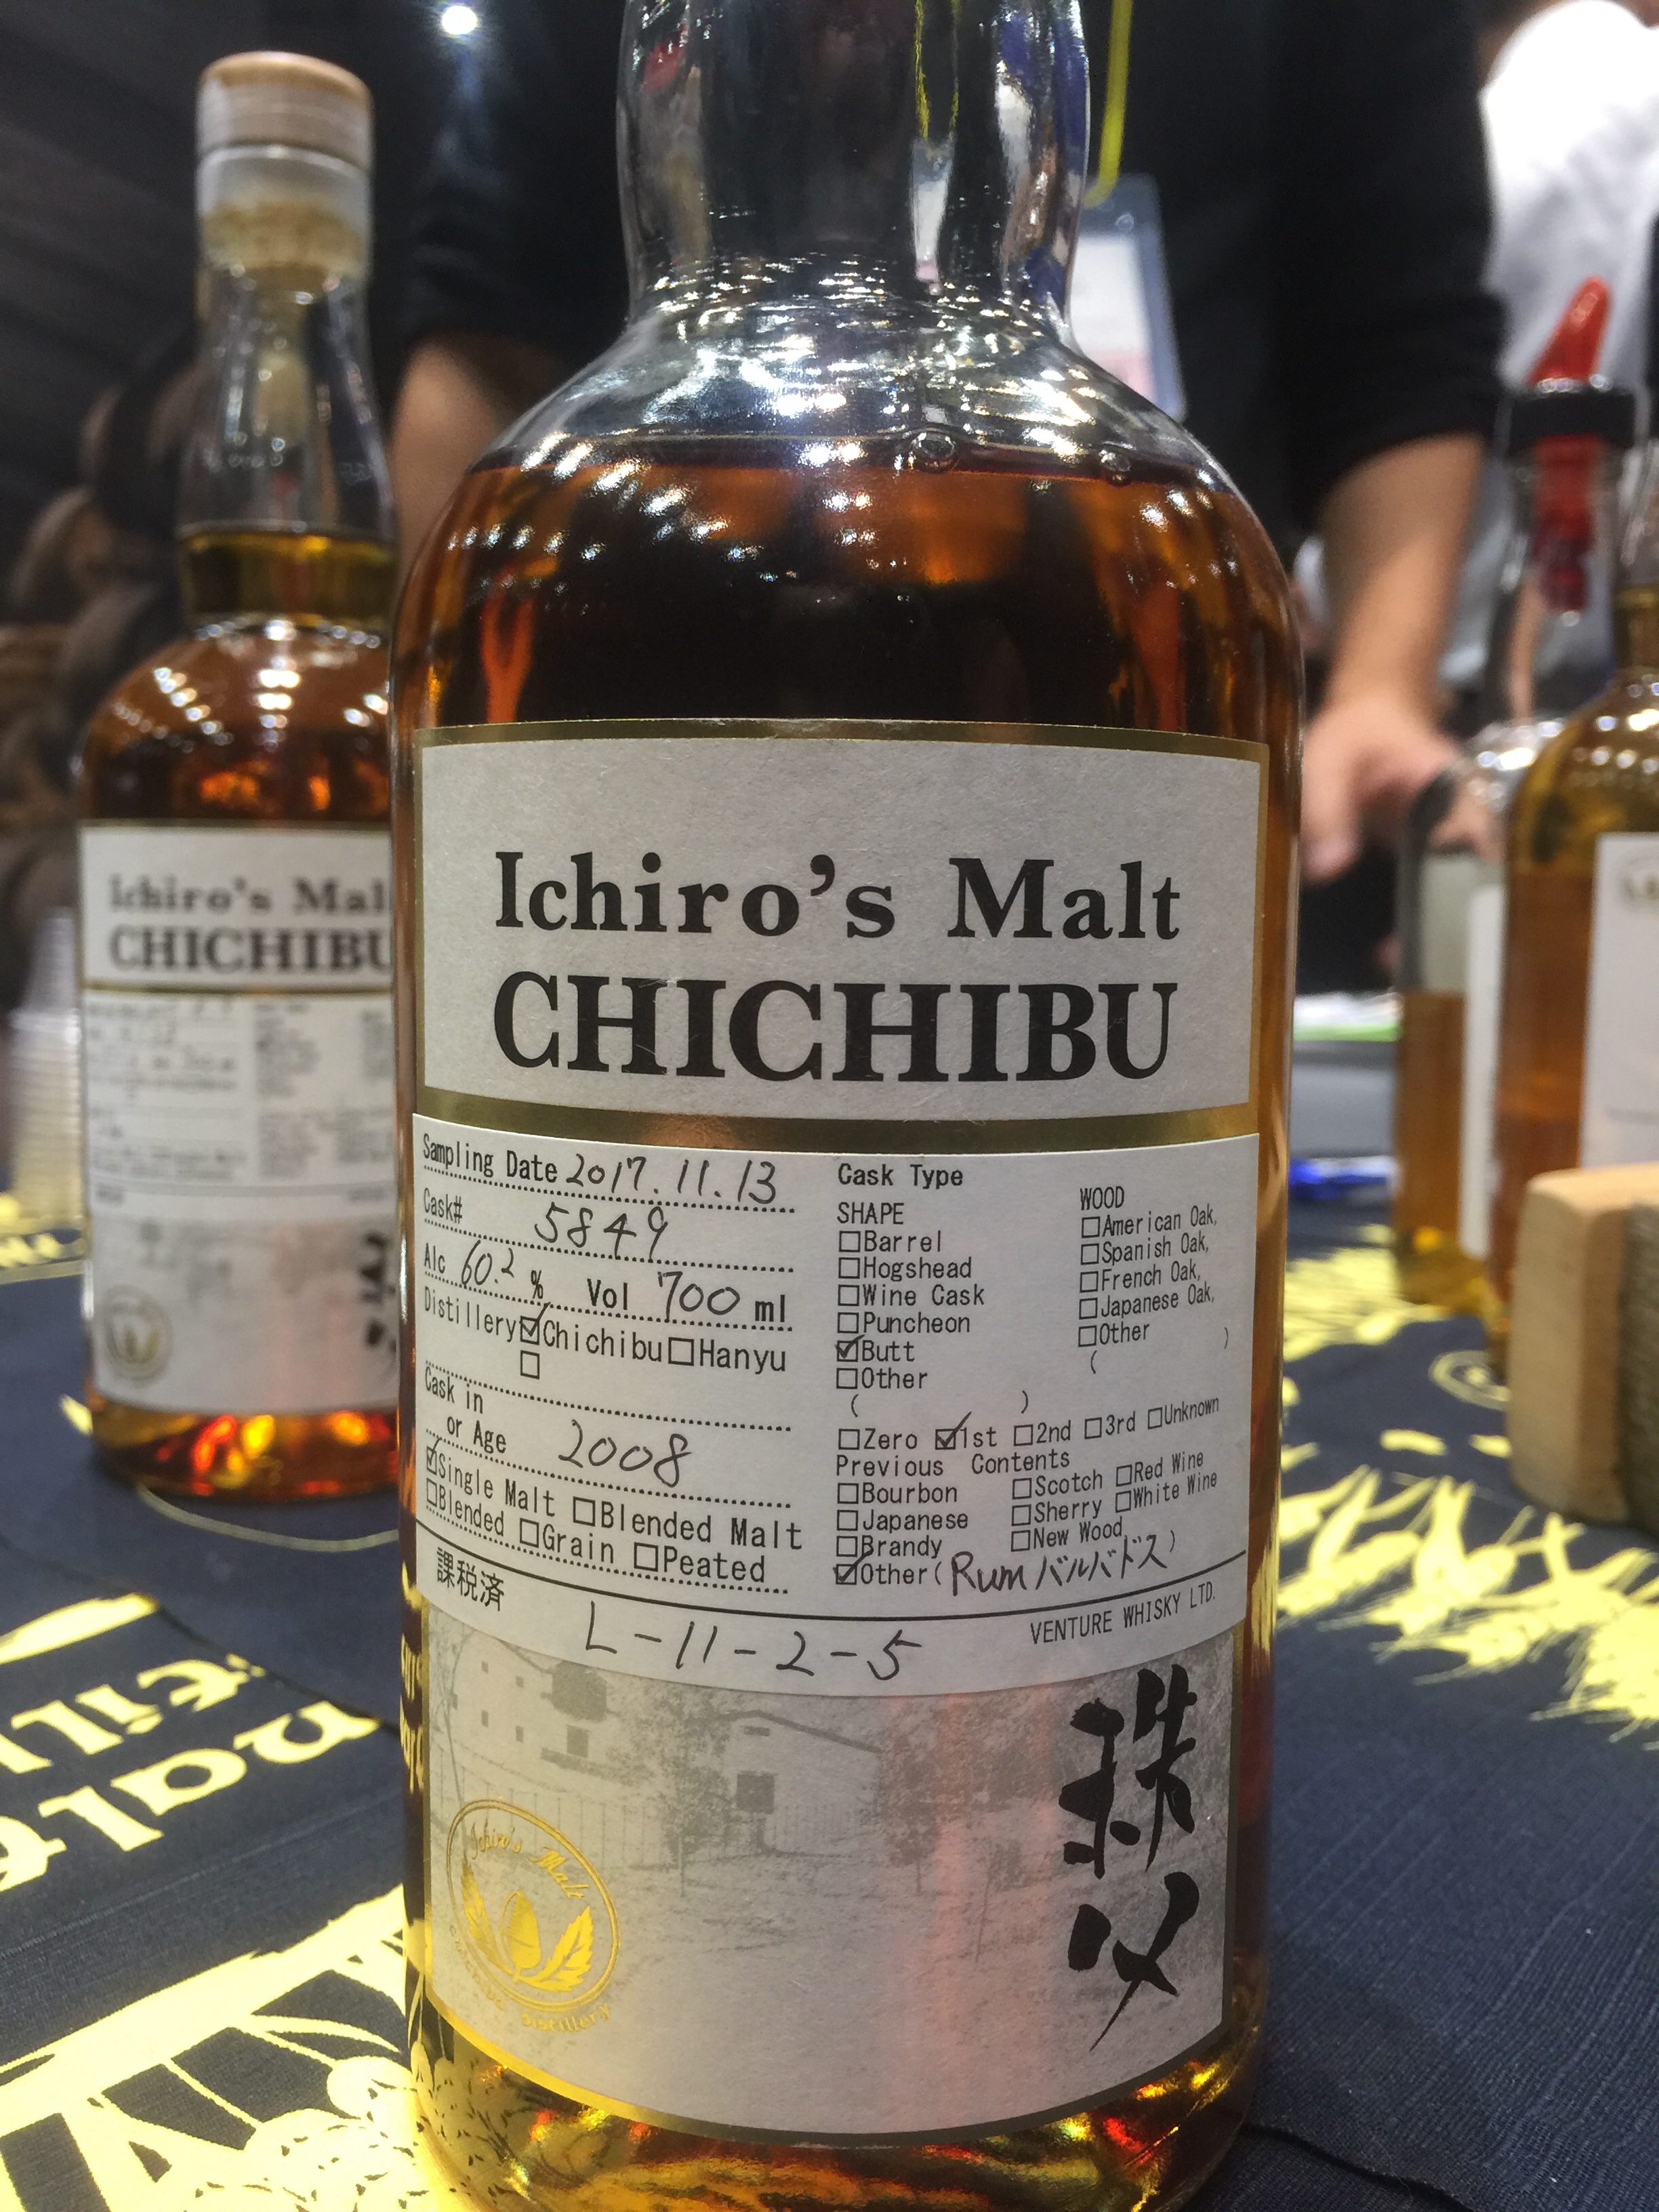 Ichiro's Malt
CHICHIBU
Sampling Date 2017.11.13
Cask# 5849
Alc 60.2 % Vol 700 ml
Distillery ☑Chichibu □Hanyu
□
Cask in
or Age 2008
☑Single Malt □Blended Malt
□Blended □Grain □Peated
Cask Type
SHAPE
□Barrel
□Hogshead
□Wine Cask
□Puncheon
☑Butt
□Other
( )
WOOD
□American Oak,
□Spanish Oak,
□French Oak,
□Japanese Oak,
□Other
( )
□Zero ☑1st □2nd □3rd □Unknown
Previous Contents
□Bourbon □Scotch □Red Wine
□Japanese □Sherry □White Wine
□Brandy □New Wood
☑Other(Rum バルバドス)
課税済
L-11-2-5
VENTURE WHISKY LTD.
秩父
Ichiro's Malt
Distillery
Ichiro's Mal
CHICHIBU